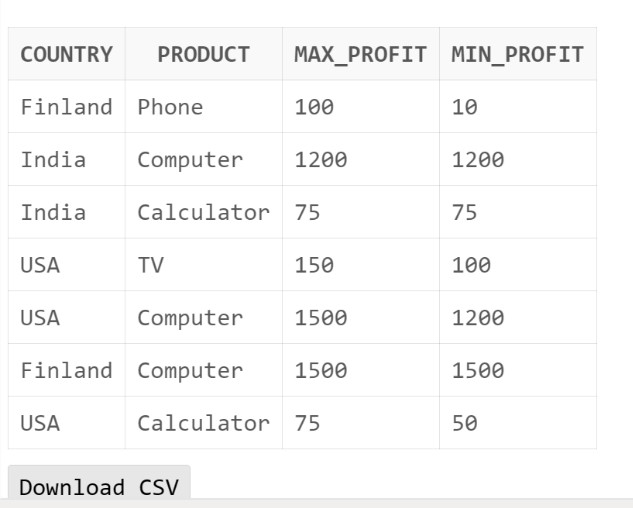 COUNTRY PRODUCT MAX_PROFIT MIN_PROFIT
Finland Phone 100 10
India Computer 1200 1200
India Calculator 75 75
USA TV 150 100
USA Computer 1500 1200
Finland Computer 1500 1500
USA Calculator 75 50
Download CSV